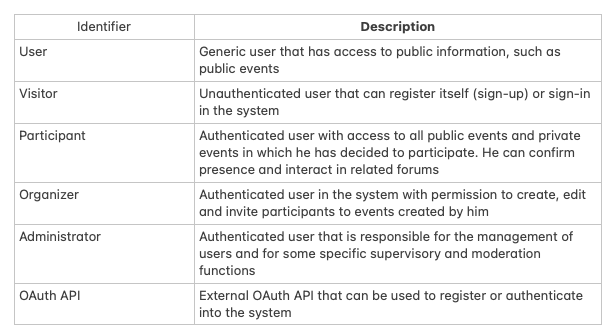 Identifier Description
User Generic user that has access to public information, such as
public events
Visitor Unauthenticated user that can register itself (sign-up) or sign-in
in the system
Participant Authenticated user with access to all public events and private
events in which he has decided to participate. He can confirm
presence and interact in related forums
Organizer Authenticated user in the system with permission to create, edit
and invite participants to events created by him
Administrator Authenticated user that is responsible for the management of
users and for some specific supervisory and moderation
functions
OAuth API External OAuth API that can be used to register or authenticate
into the system